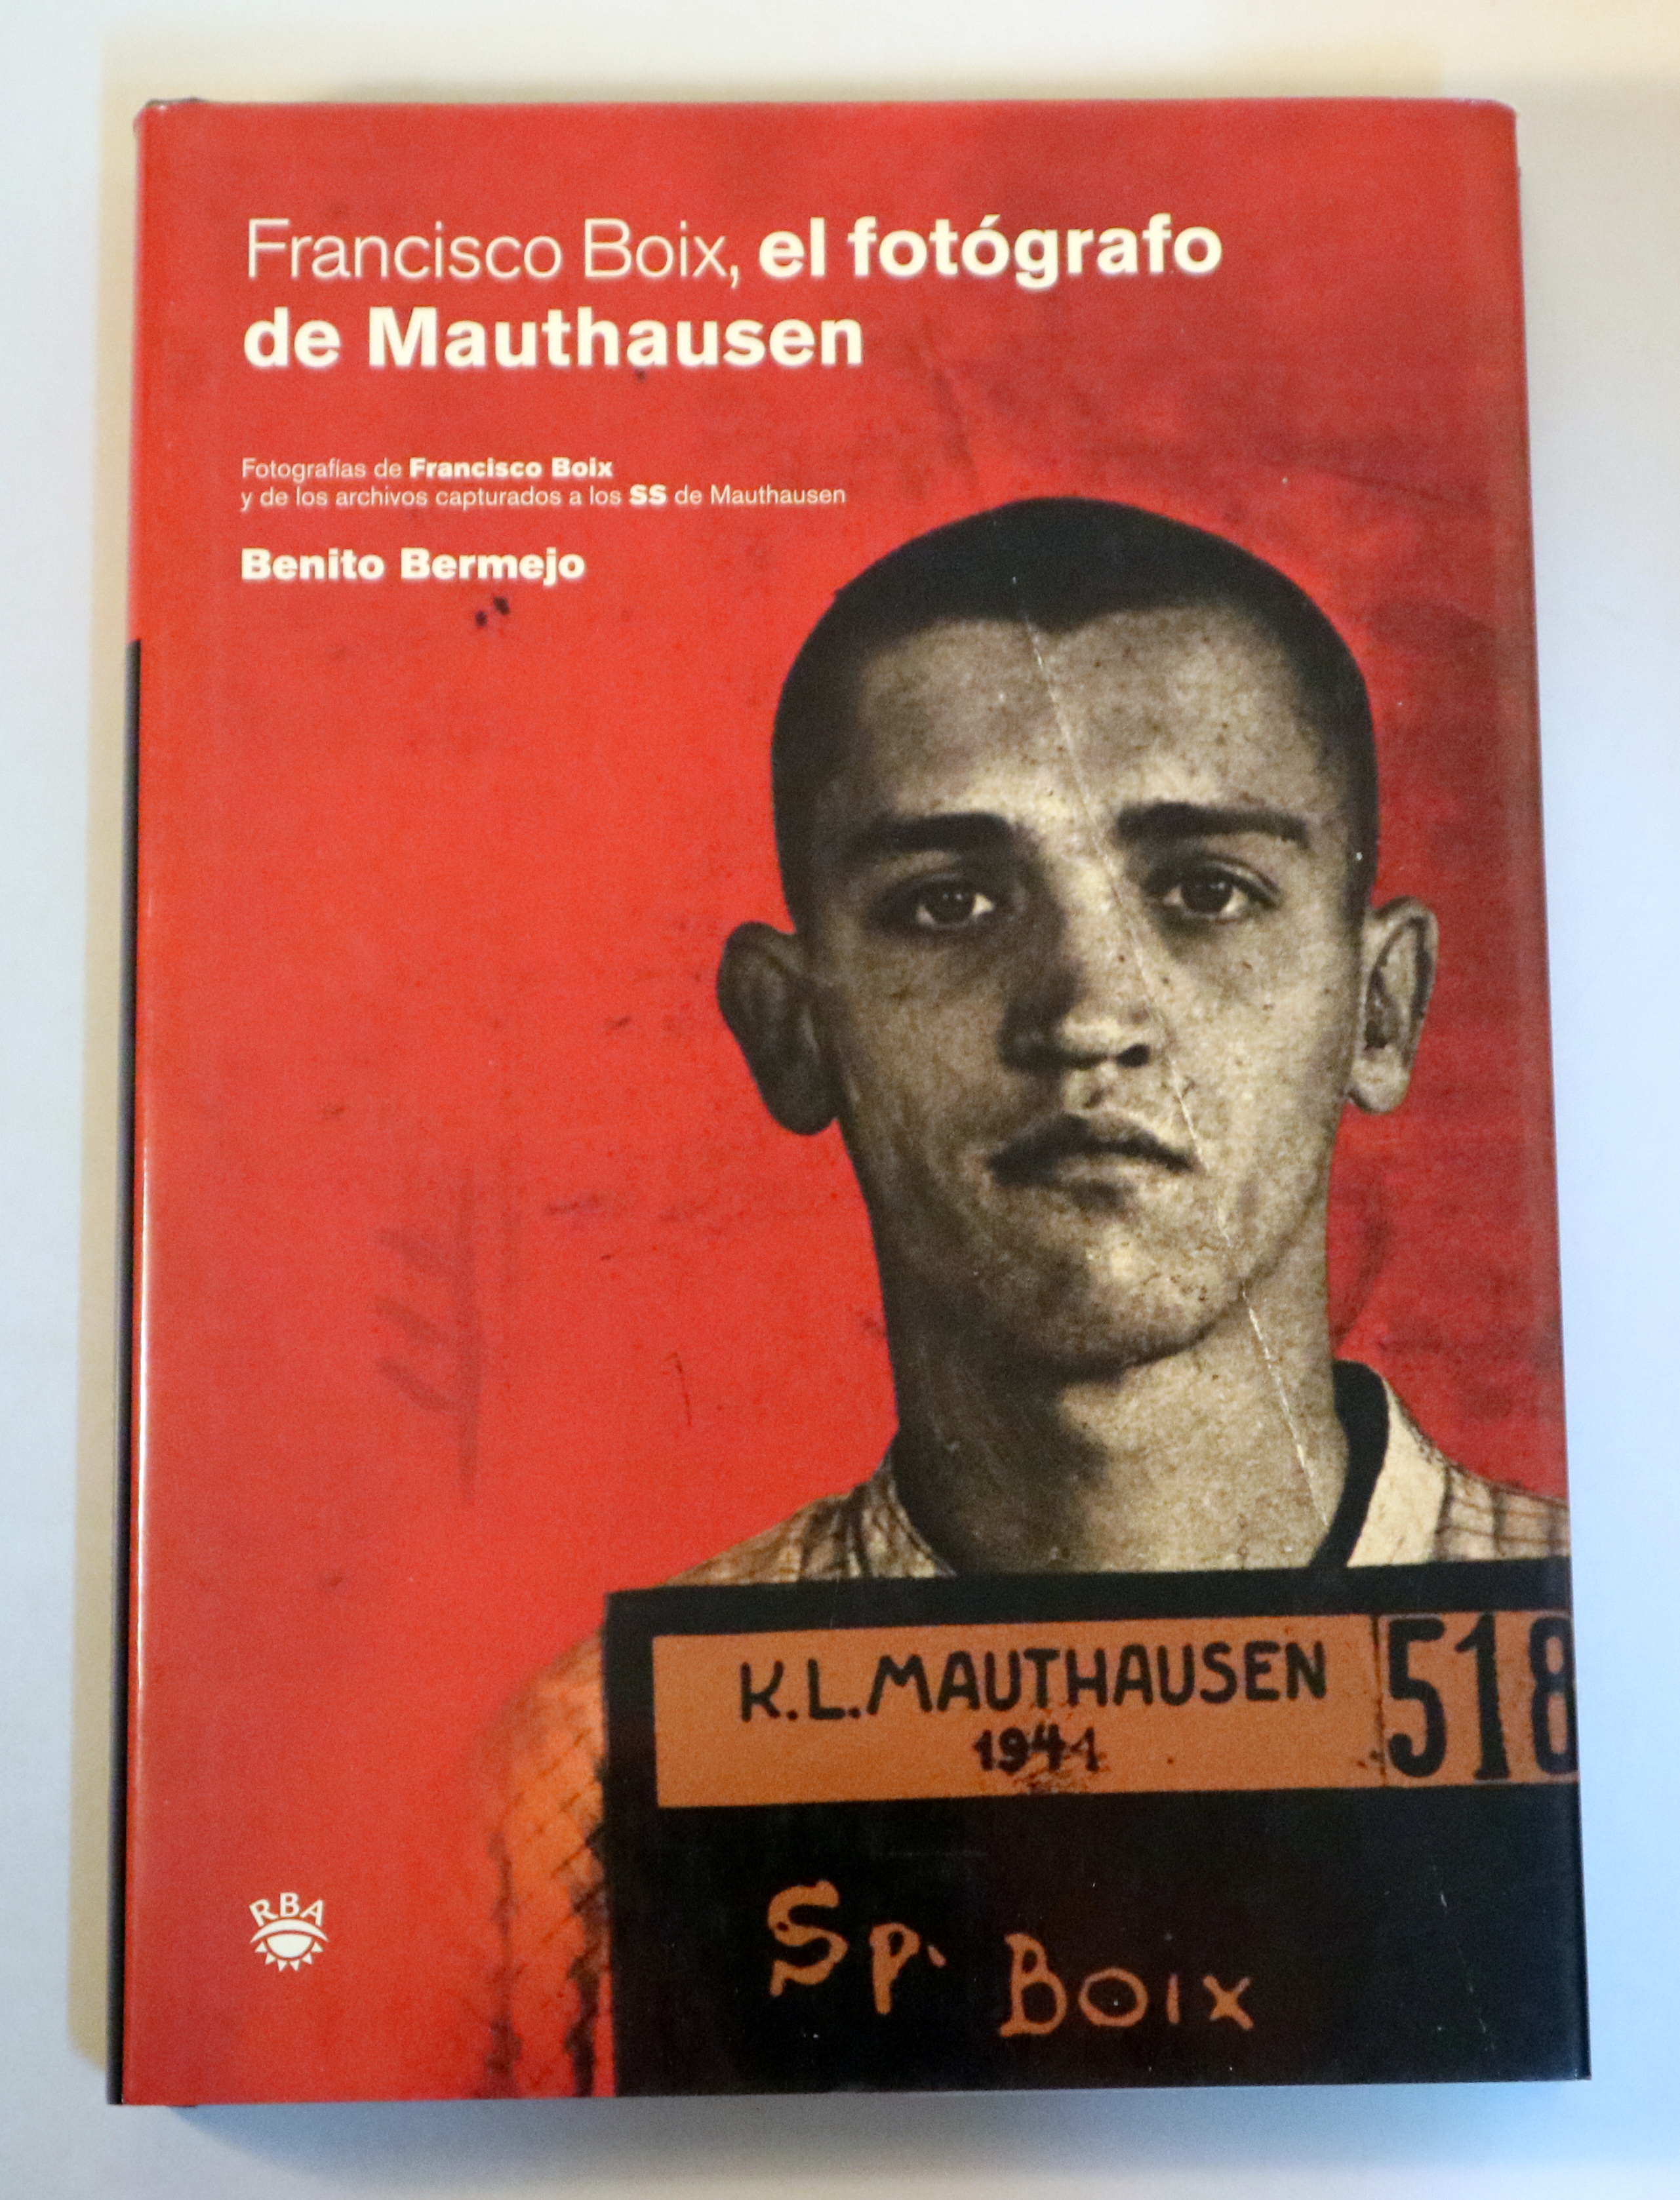 Francisco Boix, el fotógrafo
de Mauthausen
Fotografías de Francisco Boix
y de los archivos capturados a los SS de Mauthausen
Benito Bermejo
K.L.MAUTHAUSEN 518
1941
Sp. BOIX
RBA